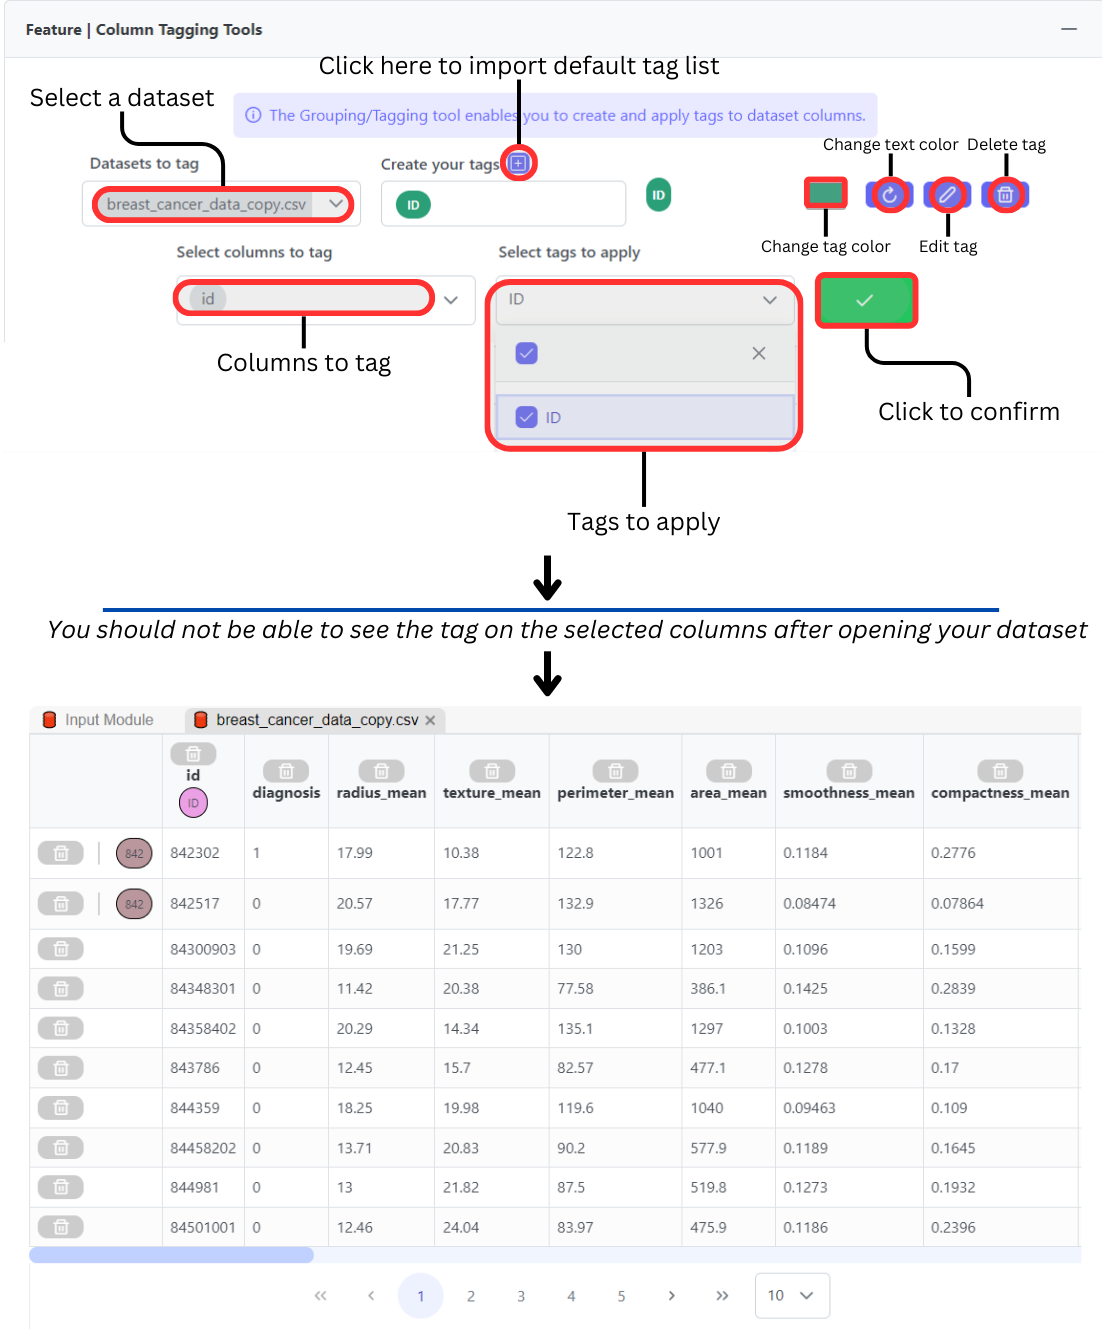 Feature | Column Tagging Tools
Click here to import default tag list
Select a dataset
The Grouping/Tagging tool enables you to create and apply tags to dataset columns.
Change text color Delete tag
Datasets to tag
Create your tags
breast_cancer_data_copy.csv
ID
ID
Change tag color
Edit tag
Select columns to tag
Select tags to apply
id
ID
ID
Columns to tag
Click to confirm
Tags to apply
You should not be able to see the tag on the selected columns after opening your dataset
Input Module breast_cancer_data_copy.csv
id diagnosis radius_mean texture_mean perimeter_mean area_mean smoothness_mean compactness_mean
ID
842 842302 1 17.99 10.38 122.8 1001 0.1184 0.2776
842 842517 0 20.57 17.77 132.9 1326 0.08474 0.07864
84300903 0 19.69 21.25 130 1203 0.1096 0.1599
84348301 0 11.42 20.38 77.58 386.1 0.1425 0.2839
84358402 0 20.29 14.34 135.1 1297 0.1003 0.1328
843786 0 12.45 15.7 82.57 477.1 0.1278 0.17
844359 0 18.25 19.98 119.6 1040 0.09463 0.109
84458202 0 13.71 20.83 90.2 577.9 0.1189 0.1645
844981 0 13 21.82 87.5 519.8 0.1273 0.1932
84501001 0 12.46 24.04 83.97 475.9 0.1186 0.2396
1 2 3 4 5 10